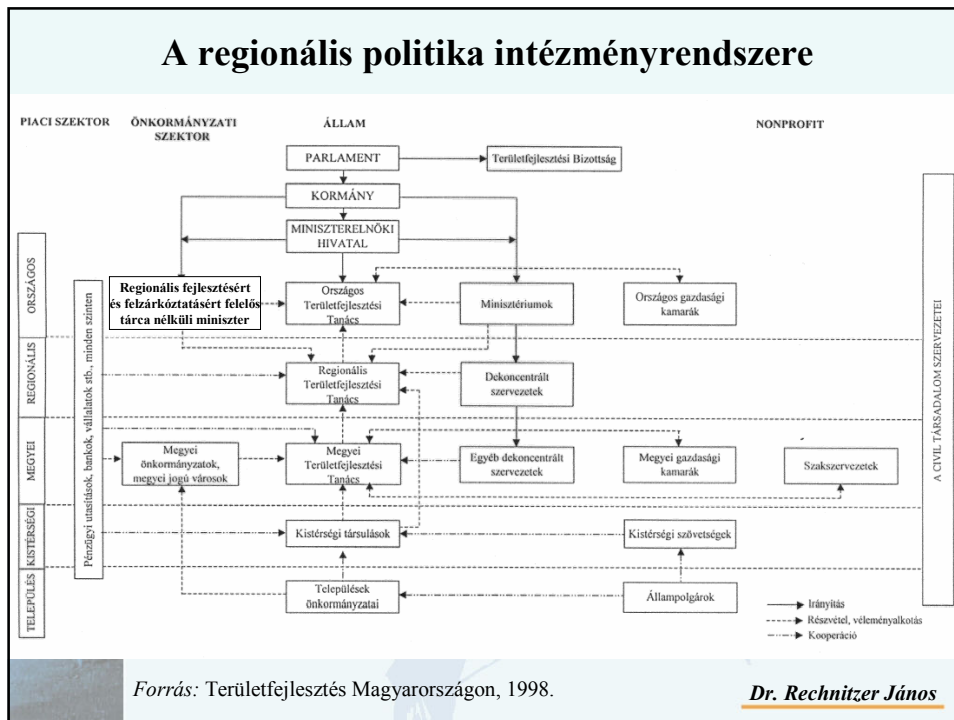 A regionális politika intézményrendszere
PIACI SZEKTOR
ÖNKORMÁNYZATI
SZEKTOR
ÁLLAM
NONPROFIT
PARLAMENT
Területfejlesztési Bizottság
KORMÁNY
MINISZTERELNÖKI
HIVATAL
ORSZÁGOS
Regionális fejlesztésért
és felzárkóztatásért felelős
tárca nélküli miniszter
Országos
Területfejlesztési
Tanács
Minisztériumok
Országos gazdasági
kamarák
REGIONÁLIS
Regionális
Területfejlesztési
Tanács
Dekoncentrált
szervezetek
MEGYEI
Megyei
önkormányzatok,
megyei jogú városok
Megyei
Területfejlesztési
Tanács
Egyéb dekoncentrált
szervezetek
Megyei gazdasági
kamarák
Szakszervezetek
KISTÉRSÉGI
Kistérségi társulások
Kistérségi szövetségek
TELEPÜLÉS
Települések
önkormányzatai
Állampolgárok
Pénzügyi utasítások, bankok, vállalatok stb., minden szinten
A CIVIL TÁRSADALOM SZERVEZETEI
Irányítás
Részvétel, véleményalkotás
Kooperáció
Forrás: Területfejlesztés Magyarországon, 1998.
Dr. Rechnitzer János